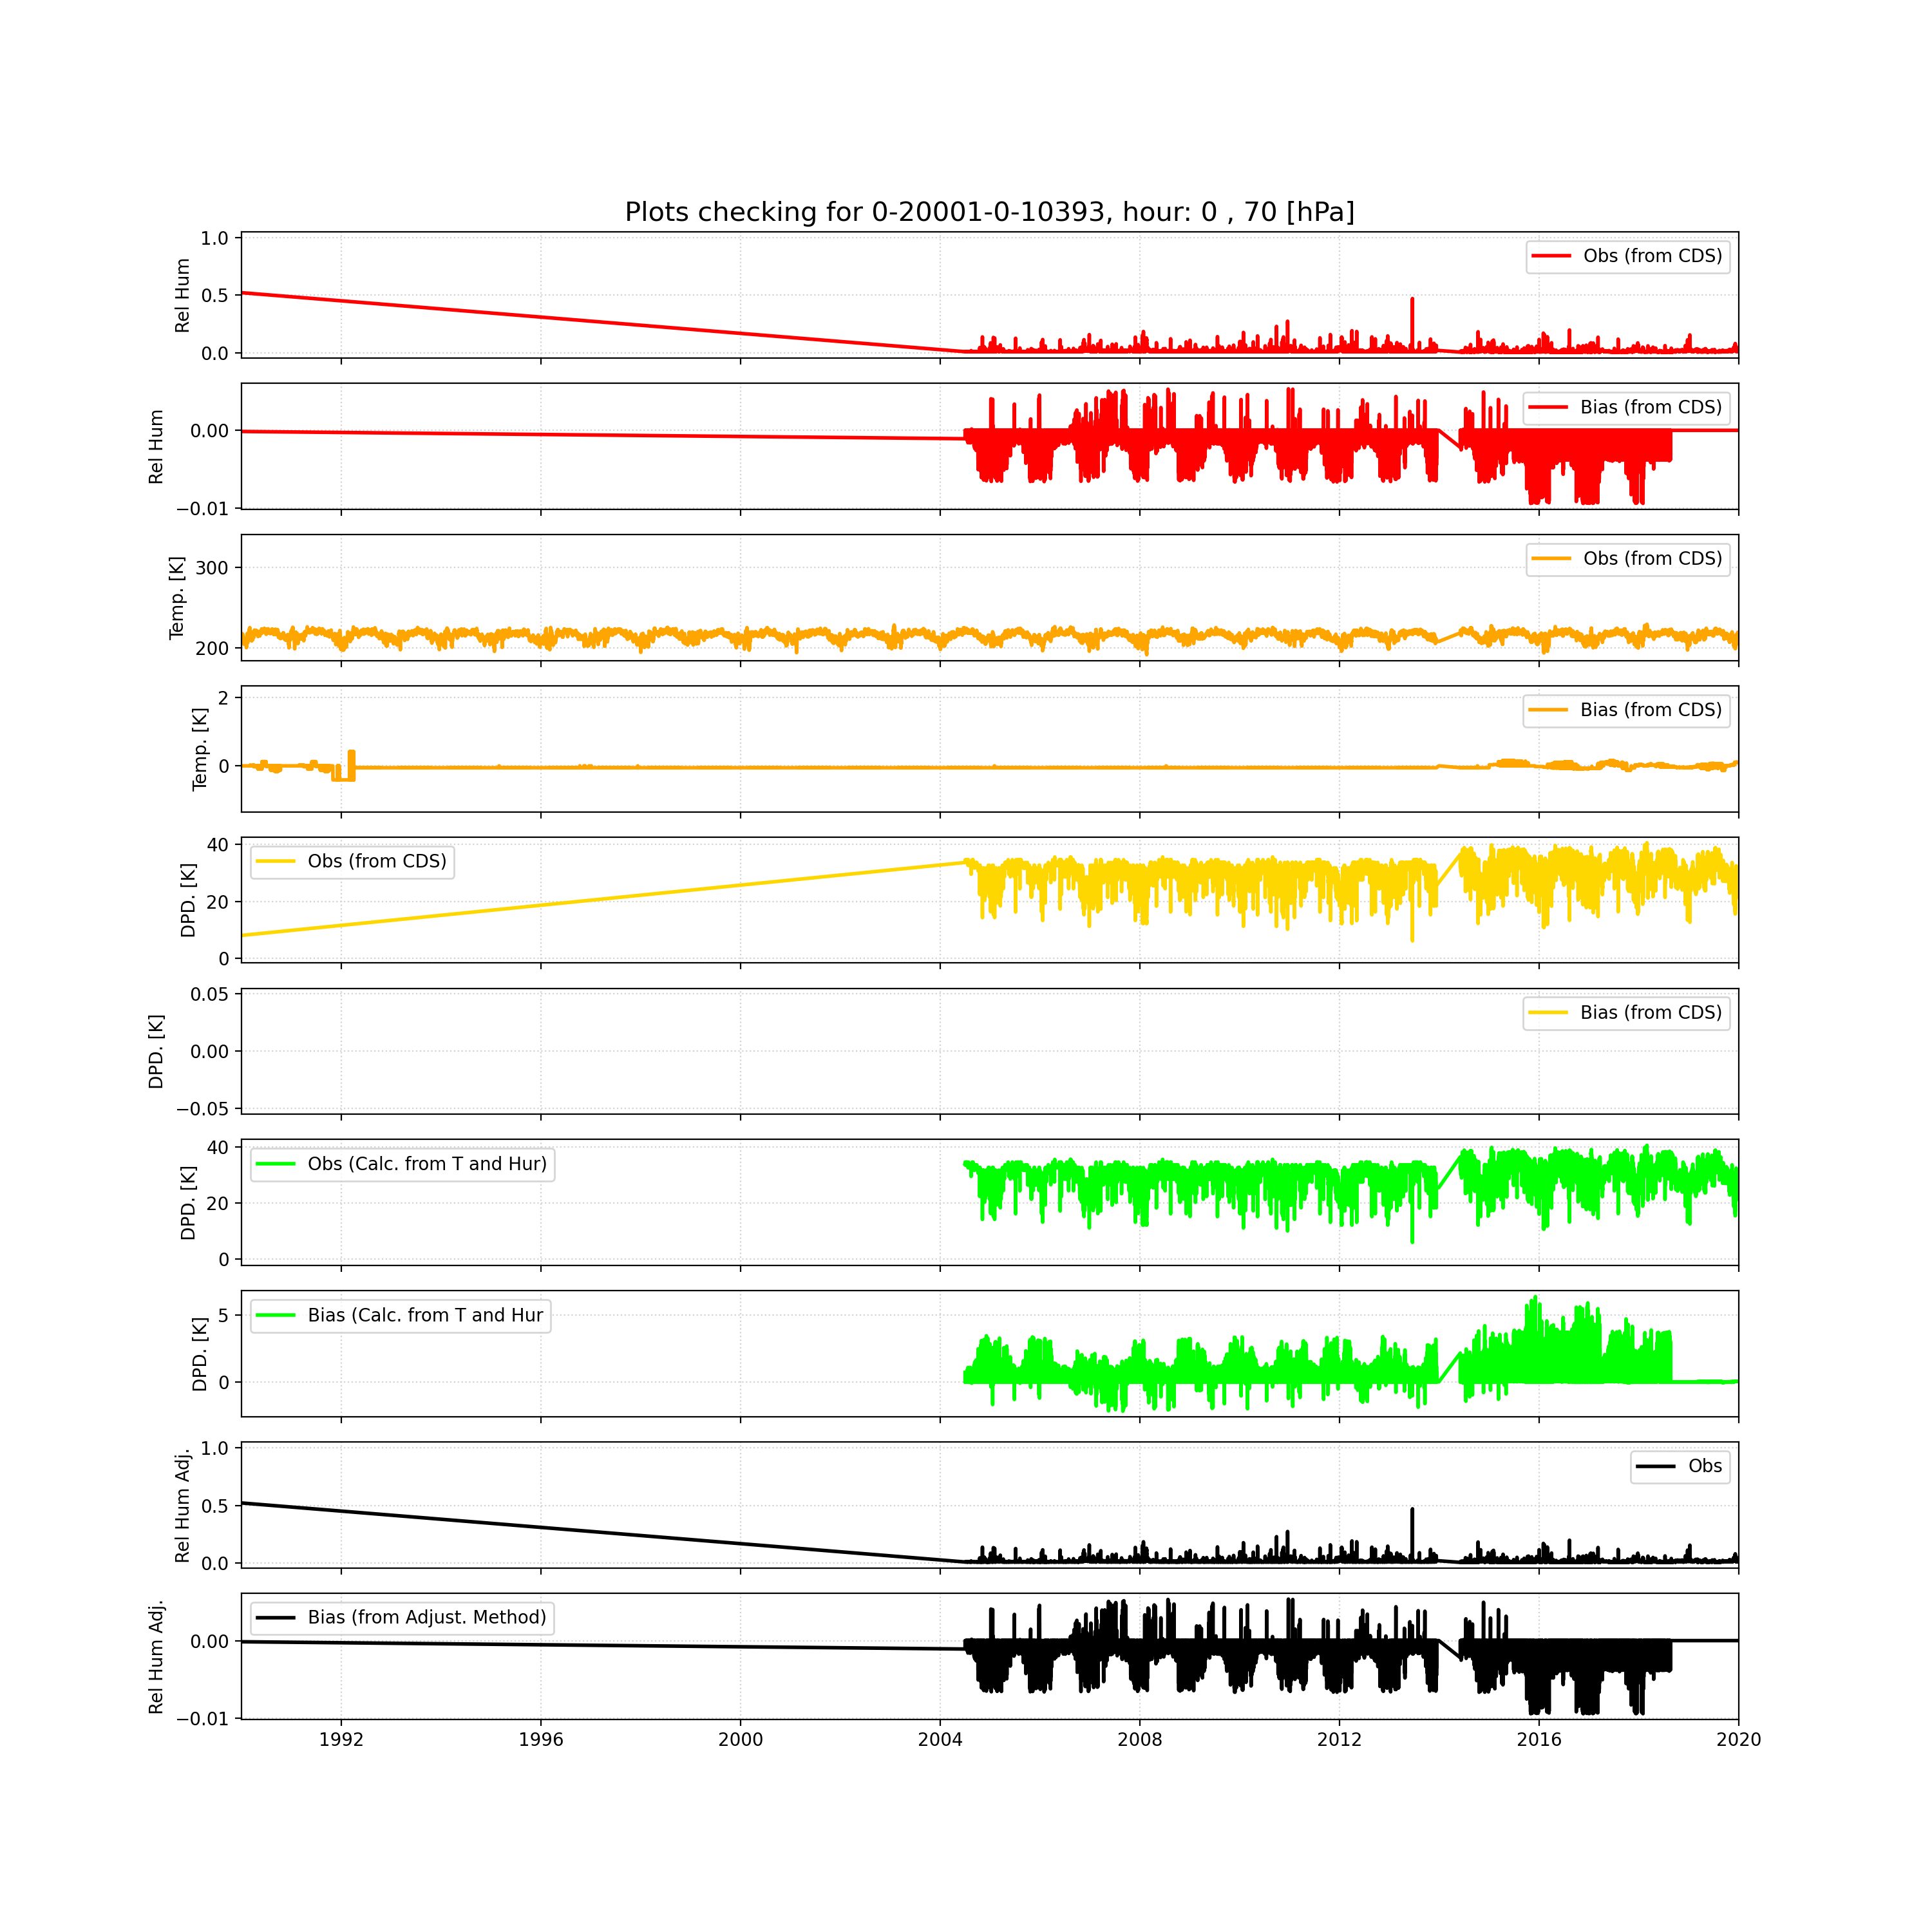 Plots checking for 0-20001-0-10393, hour: 0 , 70 [hPa]
1.0
0.5
0.0
Rel Hum
Obs (from CDS)
0.00
−0.01
Rel Hum
Bias (from CDS)
300
200
Temp. [K]
Obs (from CDS)
2
0
Temp. [K]
Bias (from CDS)
40
20
0
DPD. [K]
Obs (from CDS)
0.05
0.00
−0.05
DPD. [K]
Bias (from CDS)
40
20
0
DPD. [K]
Obs (Calc. from T and Hur)
5
0
DPD. [K]
Bias (Calc. from T and Hur
1.0
0.5
0.0
Rel Hum Adj.
Obs
0.00
−0.01
Rel Hum Adj.
Bias (from Adjust. Method)
1992 1996 2000 2004 2008 2012 2016 2020